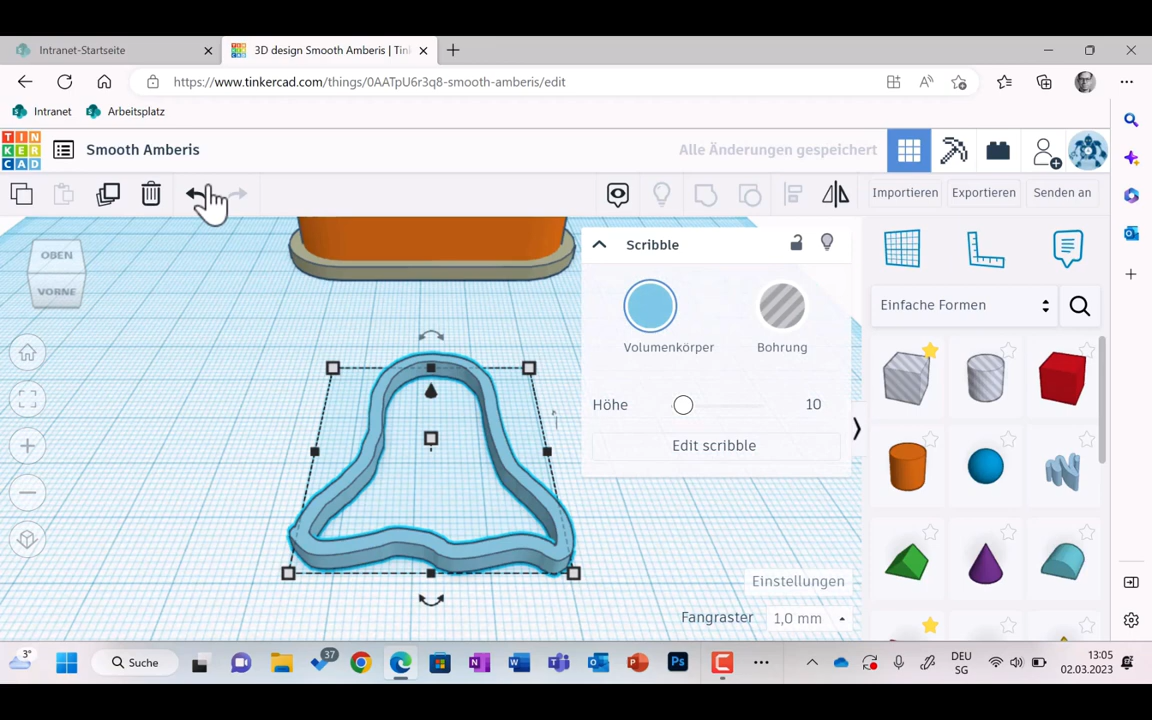 Intranet-Startseite
3D design Smooth Amberis | Tin
https://www.tinkercad.com/things/0AATpU6r3q8-smooth-amberis/edit
Intranet
Arbeitsplatz
TIN
KER
CAD
Smooth Amberis
Alle Änderungen gespeichert
Importieren
Exportieren
Senden an
OBEN
VORNE
Scribble
Volumenkörper
Bohrung
Höhe
10
Edit scribble
Einfache Formen
Einstellungen
Fangraster
1,0 mm
3°
Suche
37
DEU
SG
13:05
02.03.2023